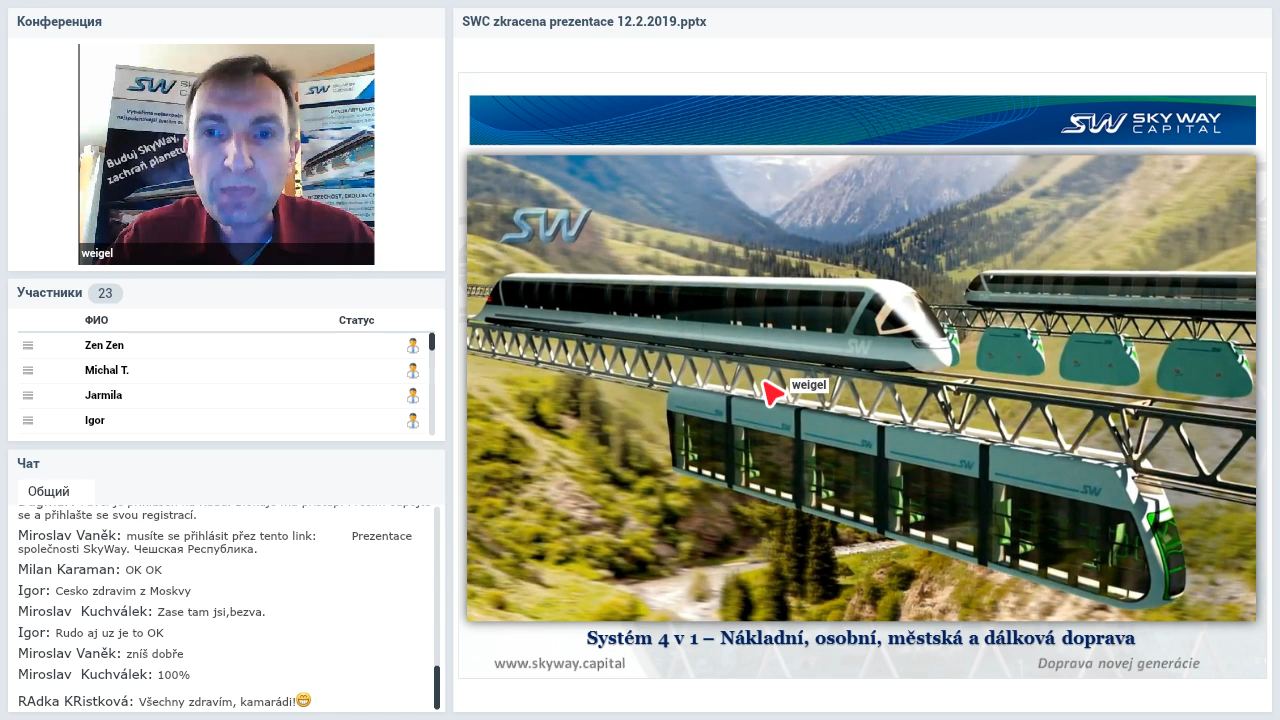 Конференция
SKY
CAPITAL
Buduj SkyWay,
zachraň planetu
weigel
Участники 23
ФИО Статус
Zen Zen
Michal T.
Jarmila
Igor
Чат
Общий
se a přihlašte se svou registrací.
Miroslav Vaněk: musíte se přihlásit přez tento link: Prezentace
společnosti SkyWay. Чешская Республика.
Milan Karaman: OK OK
Igor: Cesko zdravim z Moskvy
Miroslav Kuchválek: Zase tam jsi,bezva.
Igor: Rudo aj uz je to OK
Miroslav Vaněk: zníš dobře
Miroslav Kuchválek: 100%
RAdka KRistková: Všechny zdravím, kamarádi!
SWC zkracena prezentace 12.2.2019.pptx
SW SKY WAY
CAPITAL
SW
weigel
Systém 4 v 1 – Nákladní, osobní, městská a dálková doprava
www.skyway.capital Doprava novej generácie